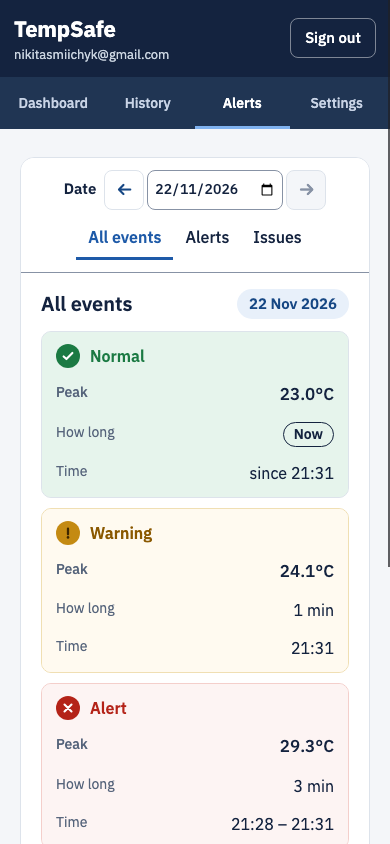 TempSafe
nikitasmiichyk@gmail.com
Sign out
Dashboard History Alerts Settings
Date ← 22/11/2026 →
All events Alerts Issues
All events 22 Nov 2026
Normal
Peak 23.0°C
How long Now
Time since 21:31
! Warning
Peak 24.1°C
How long 1 min
Time 21:31
Alert
Peak 29.3°C
How long 3 min
Time 21:28 – 21:31